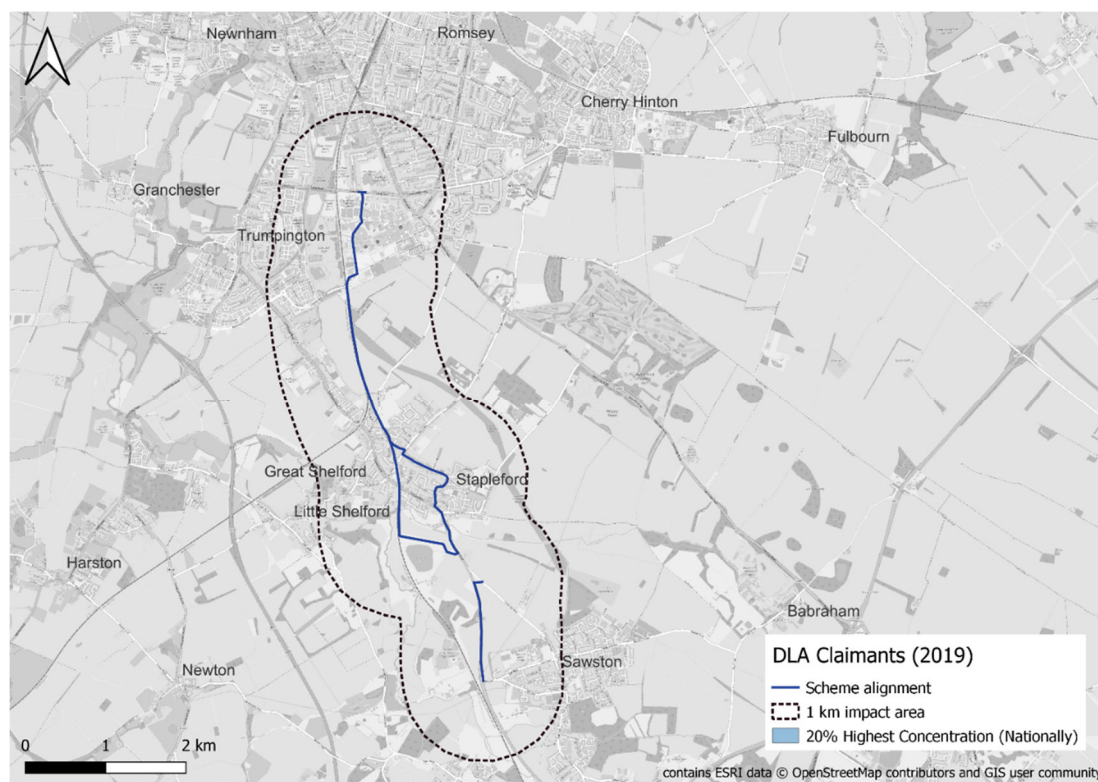 Newnham
Romsey
Cherry Hinton
Fulbourn
Granchester
Trumpington
Great Shelford
Stapleford
Little Shelford
Harston
Babraham
Sawston
Newton
DLA Claimants (2019)
Scheme alignment
1 km impact area
20% Highest Concentration (Nationally)
0 1 2 km
contains ESRI data © OpenStreetMap contributors and GIS user community